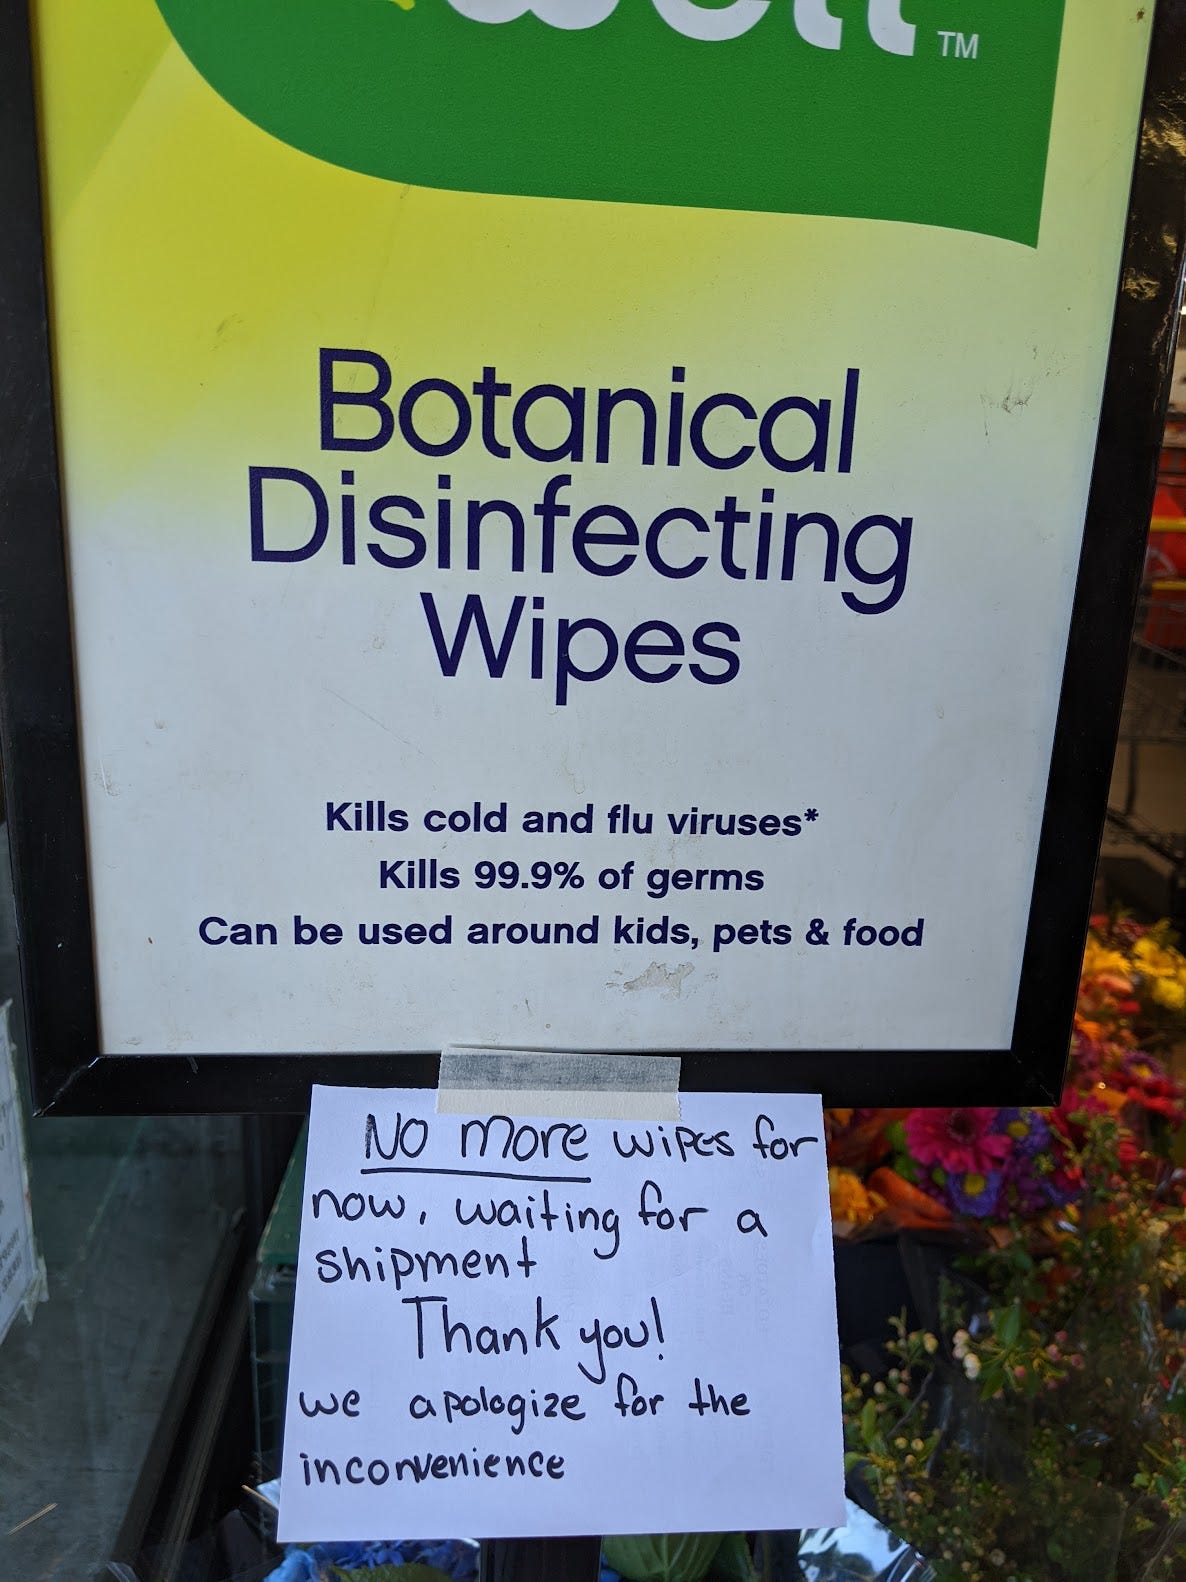 TM
Botanical
Disinfecting
Wipes
Kills cold and flu viruses*
Kills 99.9% of germs
Can be used around kids, pets & food
No more wipes for
now, waiting for a
shipment
Thank you!
we apologize for the
inconvenience